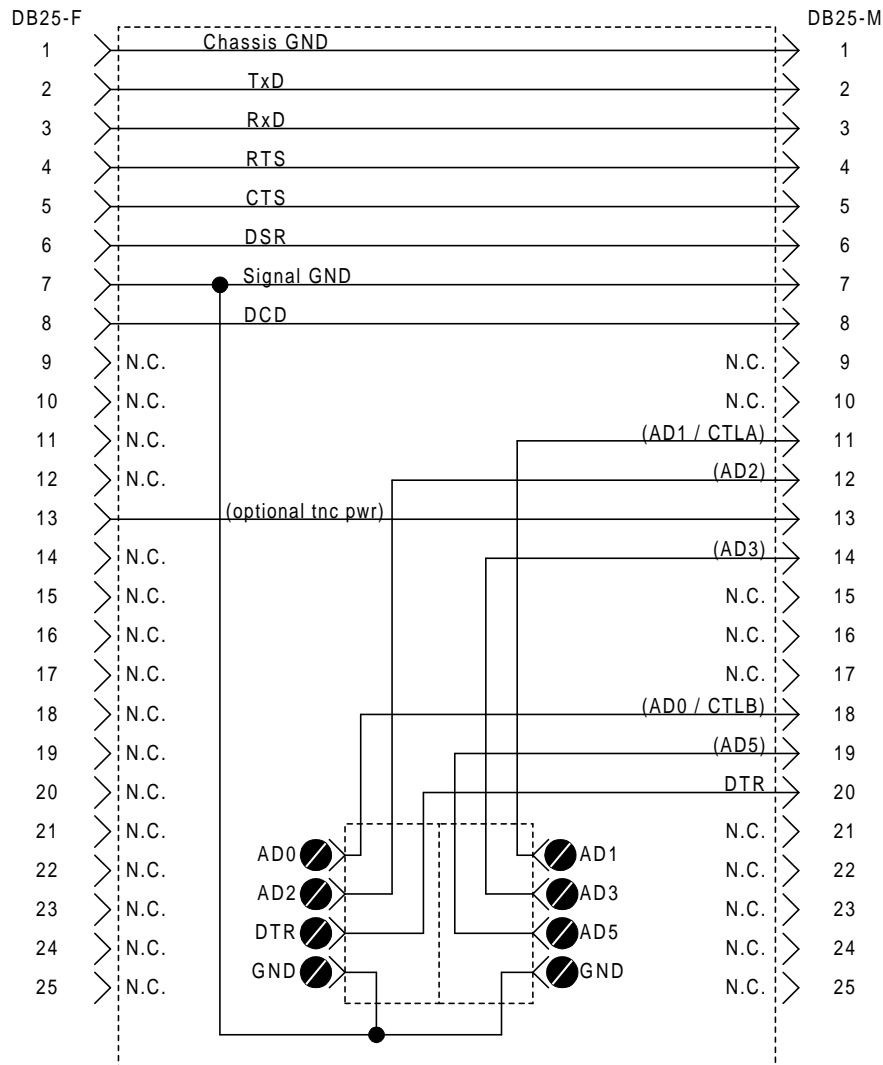 DB25-F DB25-M
1 Chassis GND 1
2 TxD 2
3 RxD 3
4 RTS 4
5 CTS 5
6 DSR 6
7 Signal GND 7
8 DCD 8
9 N.C. N.C. 9
10 N.C. N.C. 10
11 N.C. (AD1 / CTLA) 11
12 N.C. (AD2) 12
13 (optional tnc pwr) 13
14 N.C. (AD3) 14
15 N.C. N.C. 15
16 N.C. N.C. 16
17 N.C. N.C. 17
18 N.C. (AD0 / CTLB) 18
19 N.C. (AD5) 19
20 N.C. DTR 20
21 N.C. N.C. 21
AD0 AD1
22 N.C. N.C. 22
AD2 AD3
23 N.C. N.C. 23
DTR AD5
24 N.C. N.C. 24
GND GND
25 N.C. N.C. 25